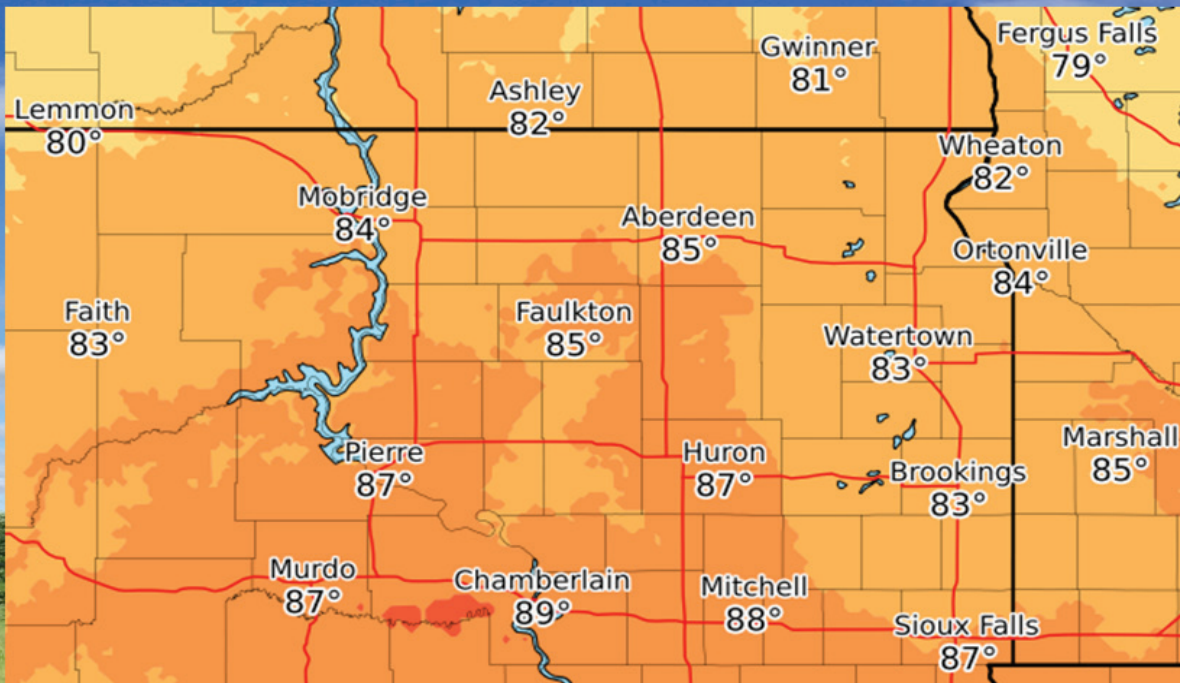 Fergus Falls
79°
Gwinner
81°
Ashley
82°
Lemmon
80°
Wheaton
82°
Mobridge
84°
Aberdeen
85°
Ortonville
84°
Faith
83°
Faulkton
85°
Watertown
83°
Pierre
87°
Huron
87°
Marshall
85°
Brookings
83°
Murdo
87°
Chamberlain
89°
Mitchell
88°
Sioux Falls
87°